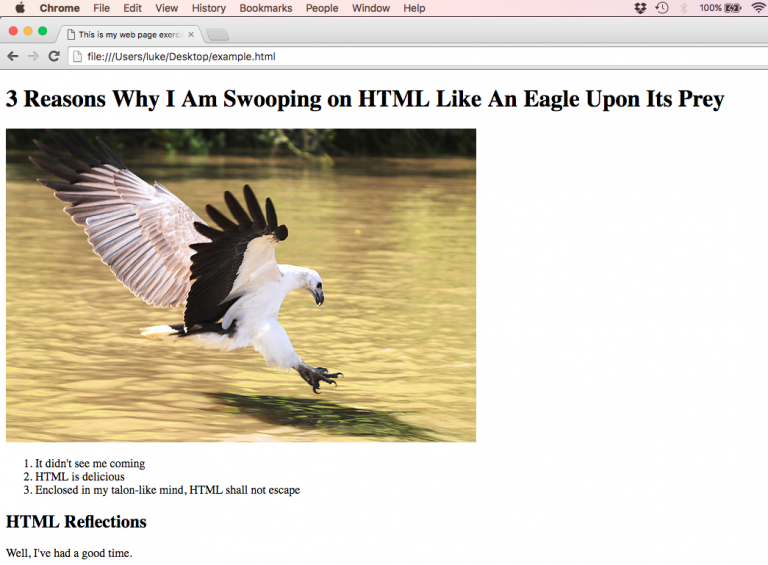 Chrome File Edit View History Bookmarks People Window Help 100%
This is my web page exerci
file:///Users/luke/Desktop/example.html
3 Reasons Why I Am Swooping on HTML Like An Eagle Upon Its Prey
1. It didn't see me coming
2. HTML is delicious
3. Enclosed in my talon-like mind, HTML shall not escape
HTML Reflections
Well, I've had a good time.